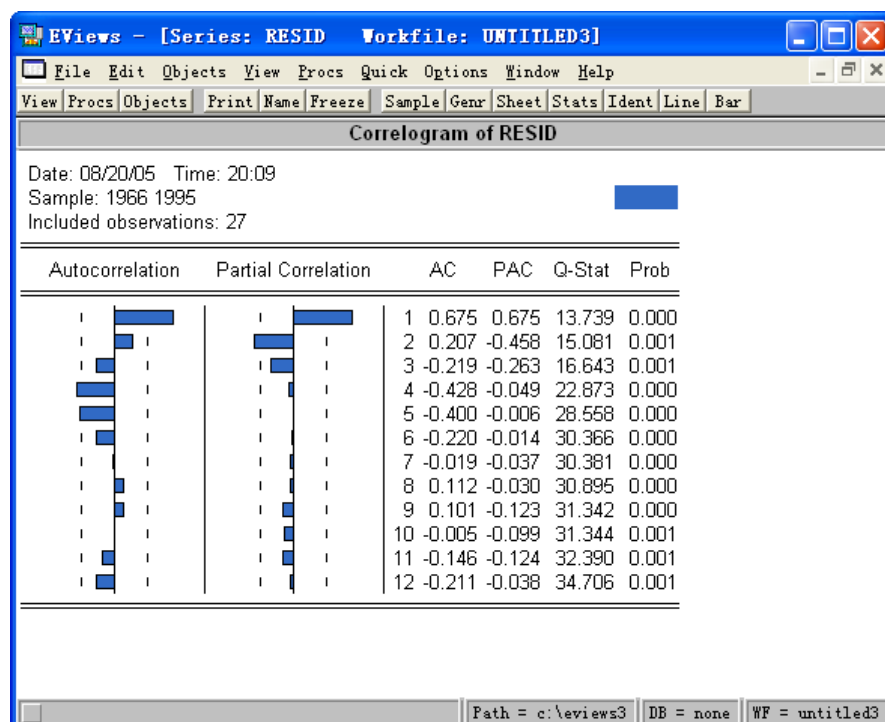 EViews - [Series: RESID Workfile: UNTITLED3]
File Edit Objects View Procs Quick Options Window Help
View Procs Objects Print Name Freeze Sample Genr Sheet Stats Ident Line Bar
Correlogram of RESID
Date: 08/20/05 Time: 20:09
Sample: 1966 1995
Included observations: 27
Autocorrelation Partial Correlation AC PAC Q-Stat Prob
1 0.675 0.675 13.739 0.000
2 0.207 -0.458 15.081 0.001
3 -0.219 -0.263 16.643 0.001
4 -0.428 -0.049 22.873 0.000
5 -0.400 -0.006 28.558 0.000
6 -0.220 -0.014 30.366 0.000
7 -0.019 -0.037 30.381 0.000
8 0.112 -0.030 30.895 0.000
9 0.101 -0.123 31.342 0.000
10 -0.005 -0.099 31.344 0.001
11 -0.146 -0.124 32.390 0.001
12 -0.211 -0.038 34.706 0.001
Path = c:\eviews3 DB = none WF = untitled3